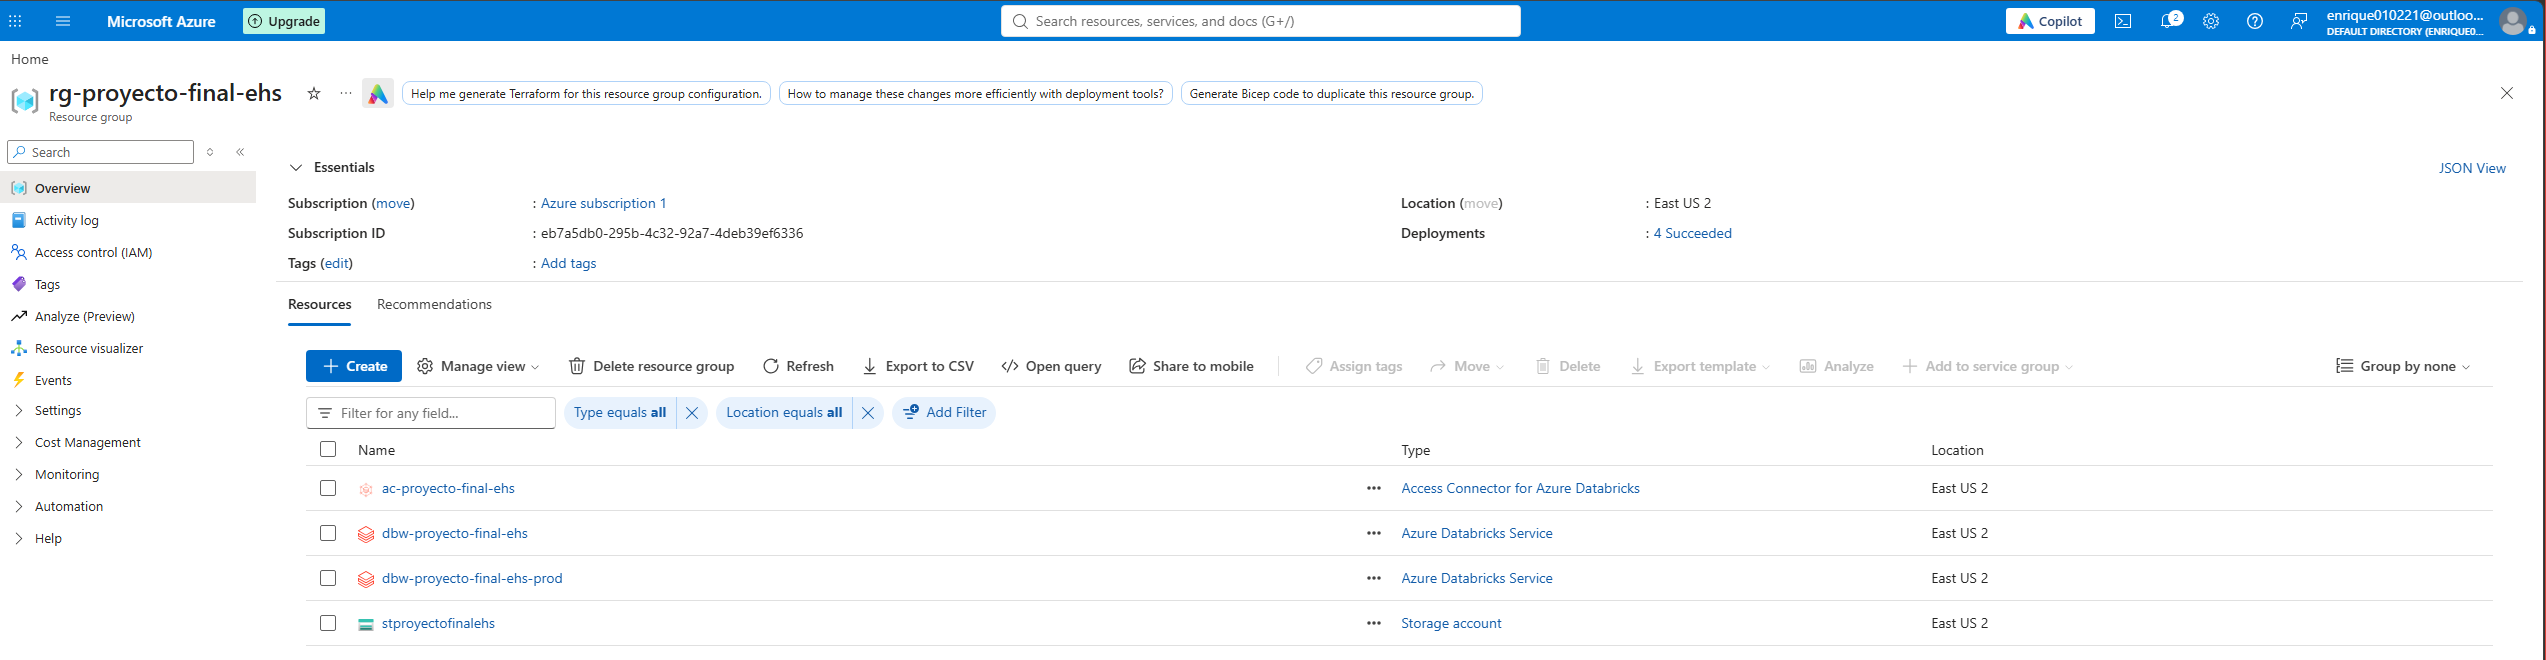 Microsoft Azure
Upgrade
Search resources, services, and docs (G+/)
Copilot
2
enrique010221@outloo...
DEFAULT DIRECTORY (ENRIQUE0...
Home
rg-proyecto-final-ehs
Resource group
Help me generate Terraform for this resource group configuration.
How to manage these changes more efficiently with deployment tools?
Generate Bicep code to duplicate this resource group.
Search
Overview
Activity log
Access control (IAM)
Tags
Analyze (Preview)
Resource visualizer
Events
Settings
Cost Management
Monitoring
Automation
Help
Essentials
JSON View
Subscription (move) : Azure subscription 1
Subscription ID : eb7a5db0-295b-4c32-92a7-4deb39ef6336
Tags (edit) : Add tags
Location (move) : East US 2
Deployments : 4 Succeeded
Resources Recommendations
Create Manage view Delete resource group Refresh Export to CSV Open query Share to mobile Assign tags Move Delete Export template Analyze Add to service group Group by none
Filter for any field... Type equals all Location equals all Add Filter
Name Type Location
ac-proyecto-final-ehs ••• Access Connector for Azure Databricks East US 2
dbw-proyecto-final-ehs ••• Azure Databricks Service East US 2
dbw-proyecto-final-ehs-prod ••• Azure Databricks Service East US 2
stproyectofinalehs ••• Storage account East US 2